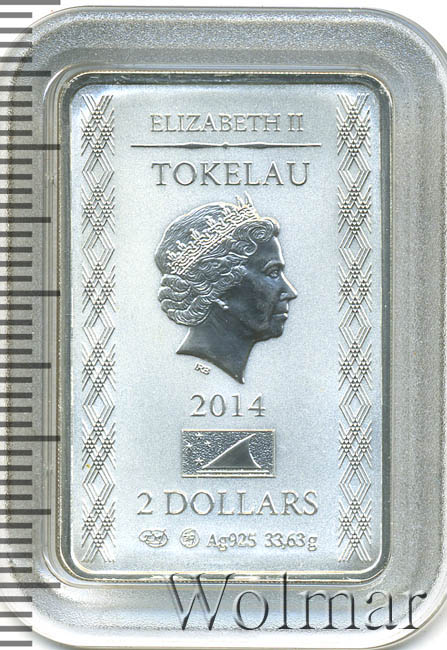 ELIZABETH II
TOKELAU
2014
2 DOLLARS
Ag925 33,63g
Wolmar